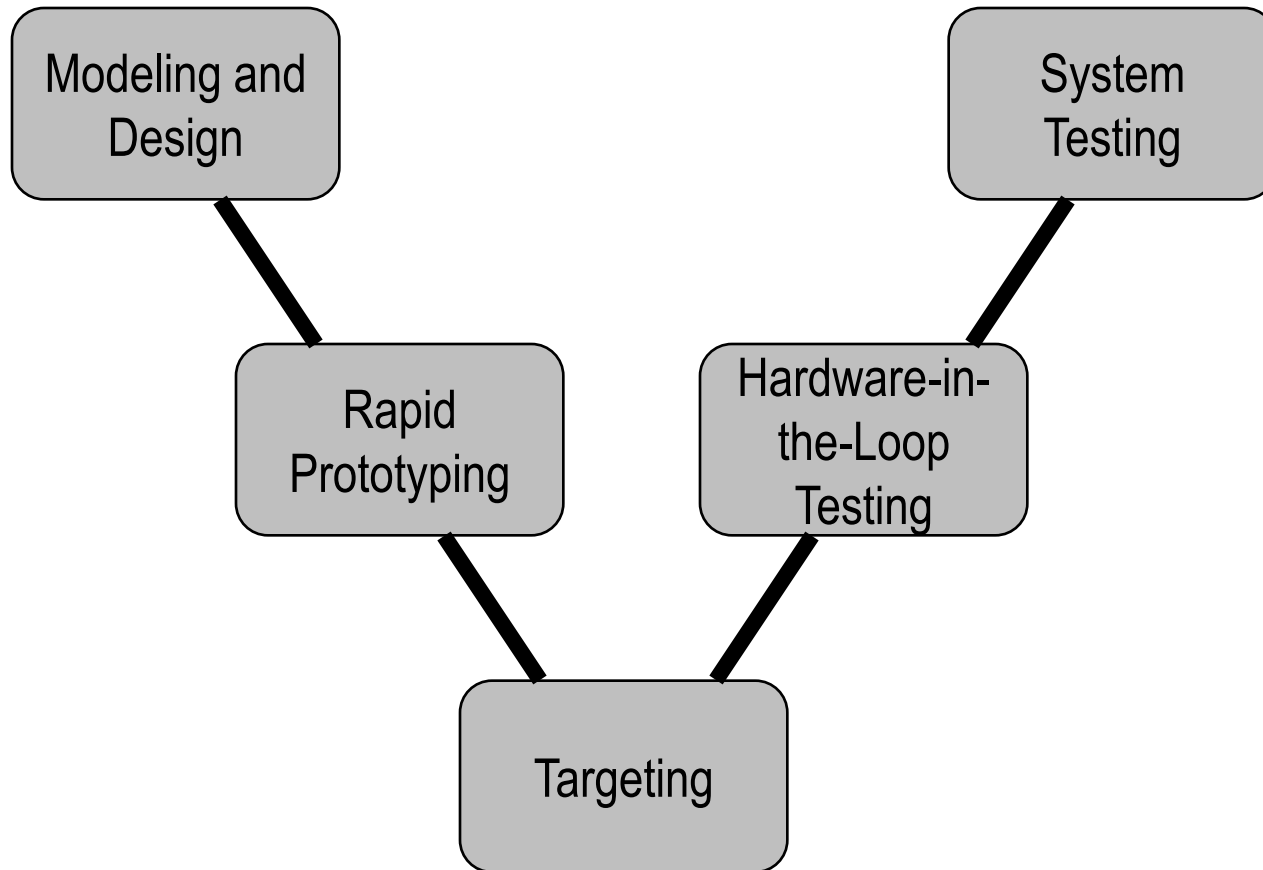 Modeling and
Design
System
Testing
Rapid
Prototyping
Hardware-in-
the-Loop
Testing
Targeting